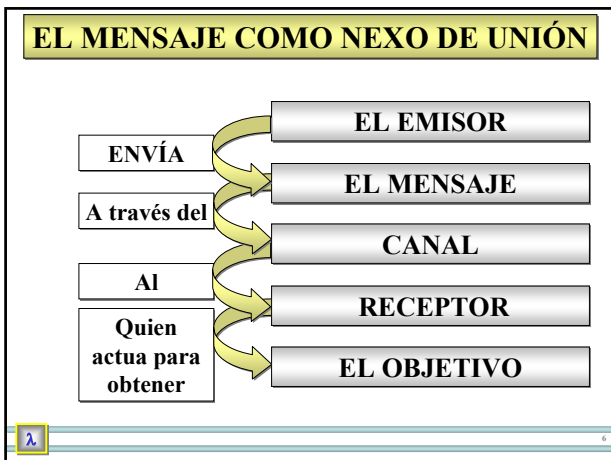 EL MENSAJE COMO NEXO DE UNIÓN
EL EMISOR
ENVÍA
EL MENSAJE
A través del
CANAL
Al
RECEPTOR
Quien
actua para
obtener
EL OBJETIVO
λ
6